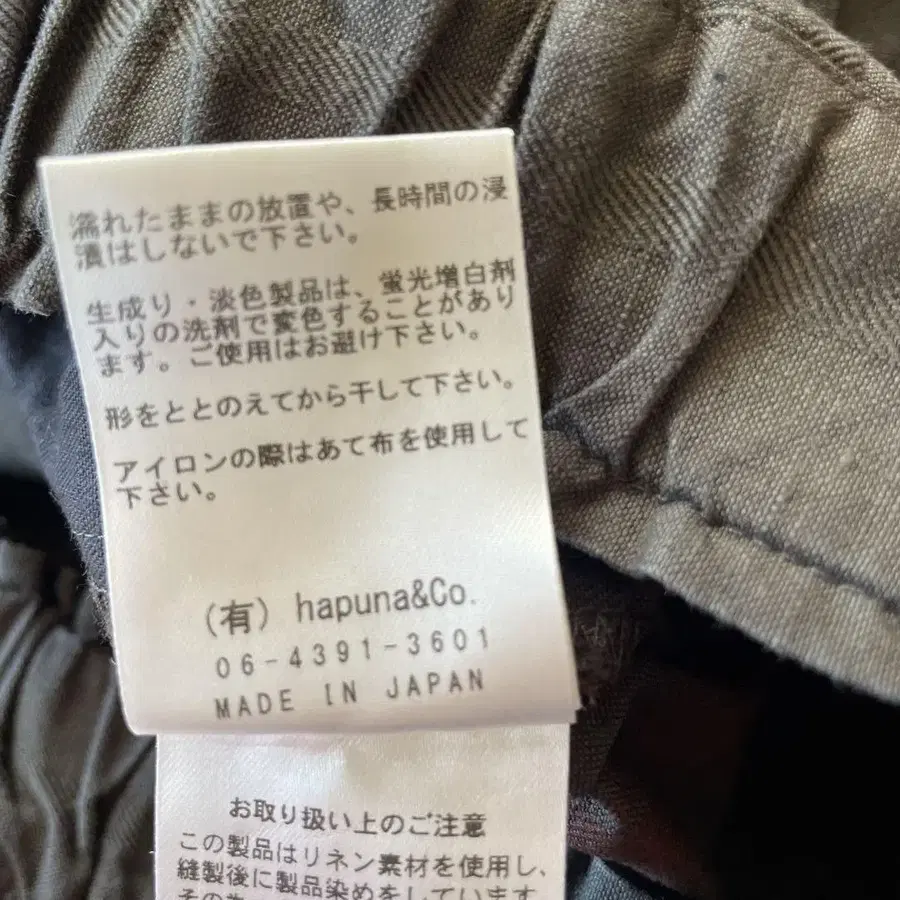 濡れたままの放置や、長時間の浸
漬はしないで下さい。
生成り・淡色製品は、蛍光増白剤
入りの洗剤で変色することがあり
ます。ご使用はお避け下さい。
形をととのえてから干して下さい。
アイロンの際はあて布を使用して
下さい。
(有) hapuna&Co.
06-4391-3601
MADE IN JAPAN
お取り扱い上のご注意
この製品はリネン素材を使用し、
縫製後に製品染めをしています
その為